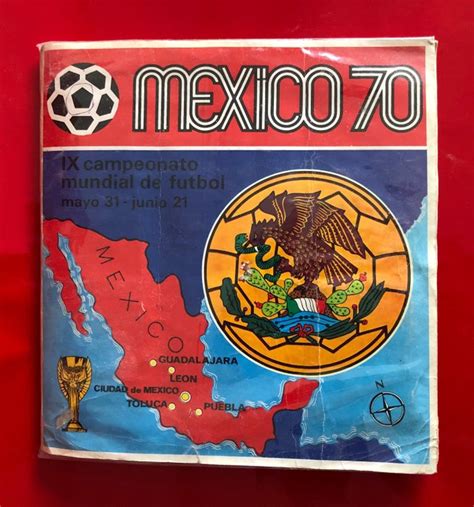 MEXICO 70
IX campeonato
mundial de futbol
mayo 31 - junio 21
MEXICO
GUADALAJARA
LEON
CIUDAD de MEXICO
TOLUCA
PUEBLA
N